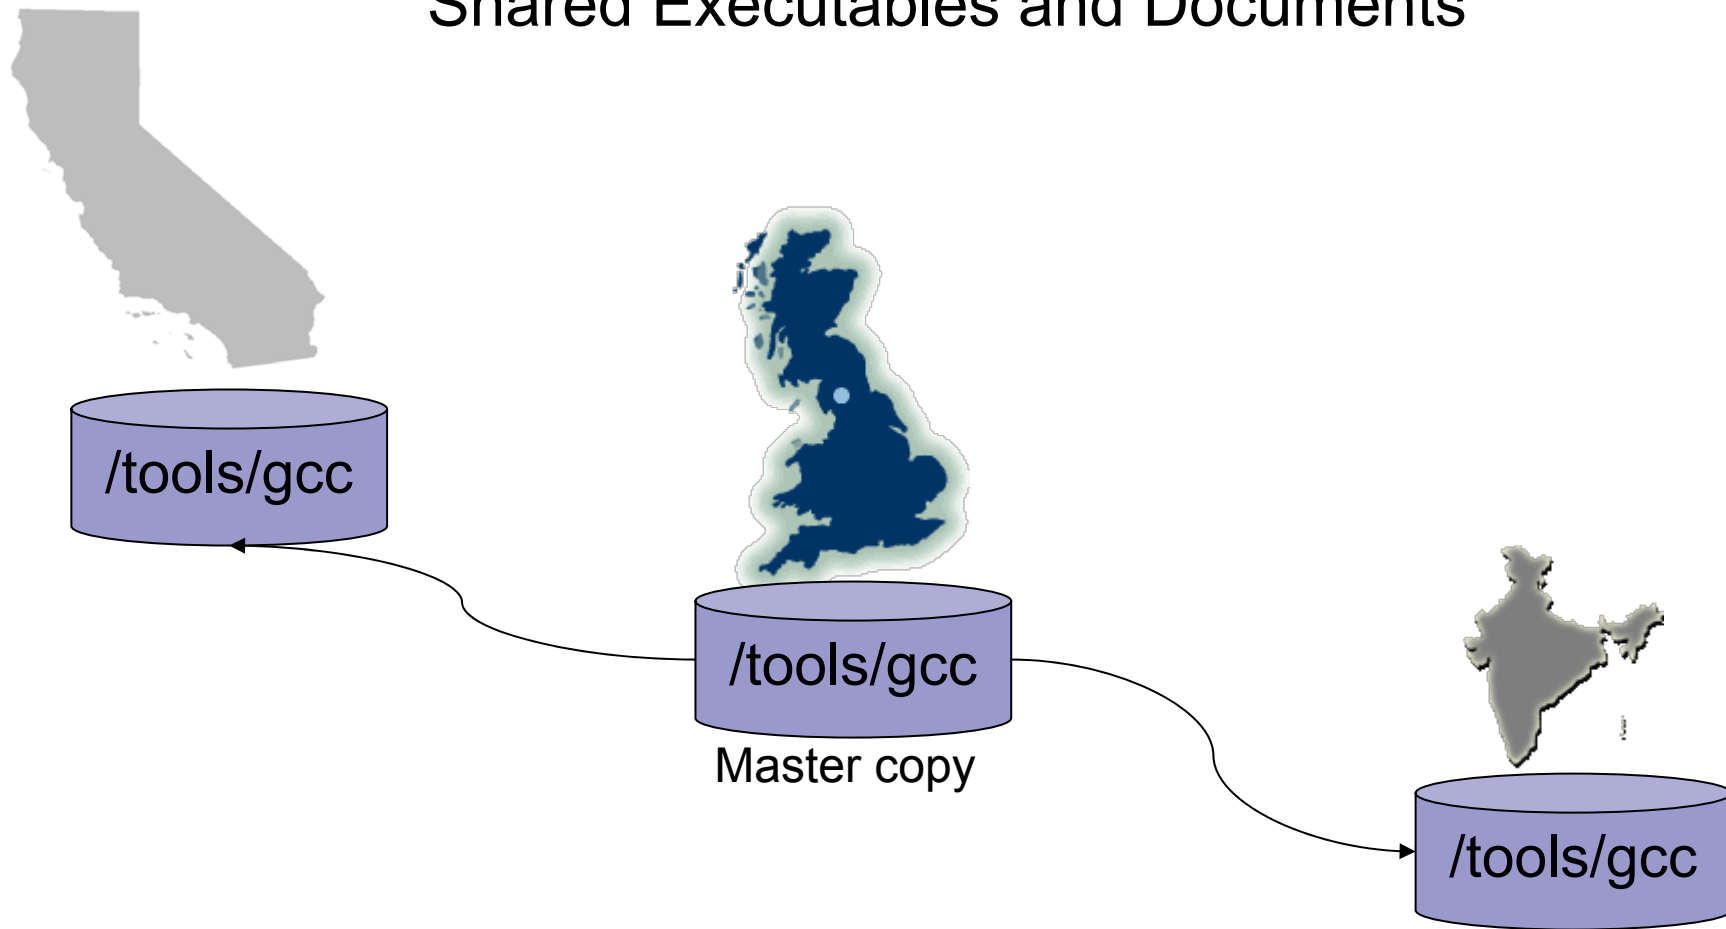 Shared Executables and Documents
/tools/gcc
/tools/gcc
Master copy
/tools/gcc